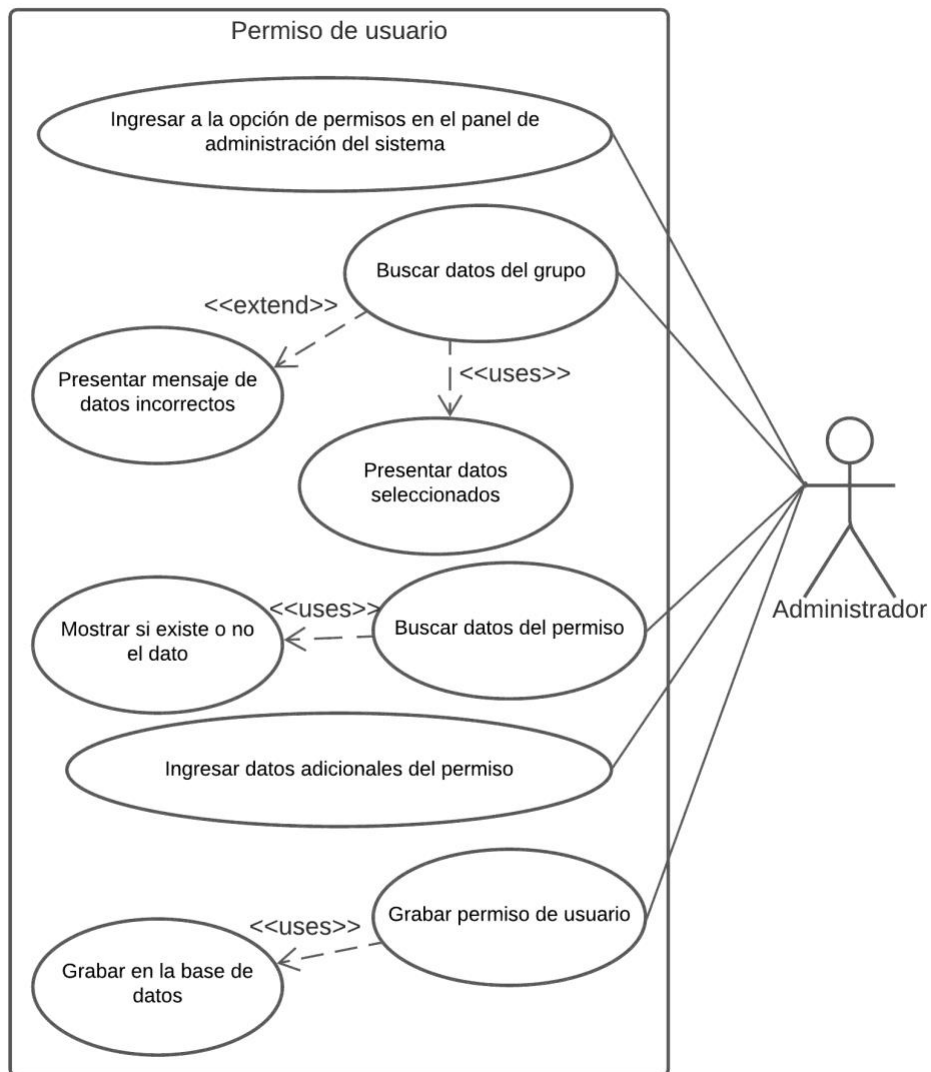 Permiso de usuario
Ingresar a la opción de permisos en el panel de
administración del sistema
Buscar datos del grupo
<<extend>>
Presentar mensaje de
datos incorrectos
<<uses>>
Presentar datos
seleccionados
<<uses>>
Mostrar si existe o no
el dato
Buscar datos del permiso
Administrador
Ingresar datos adicionales del permiso
Grabar permiso de usuario
<<uses>>
Grabar en la base de
datos